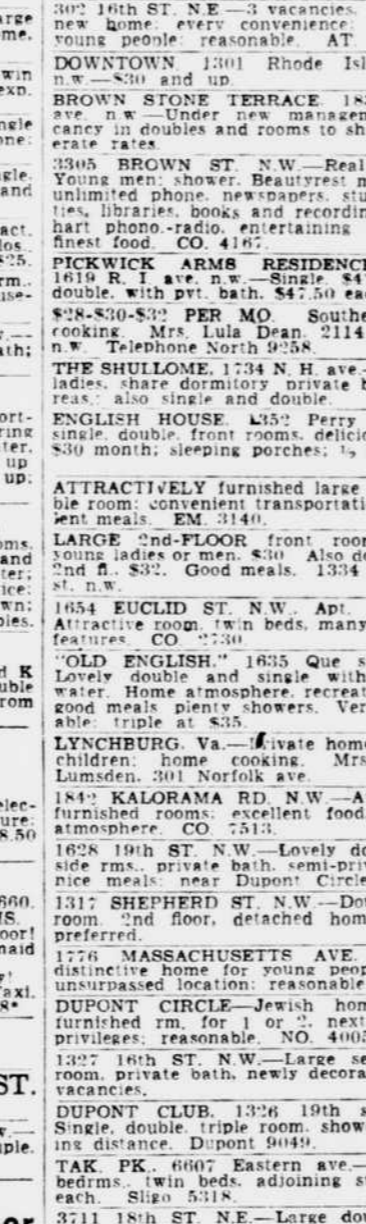 302 16th ST. N.E.—3 vacancies.
new home; every convenience;
young people; reasonable. AT.
DOWNTOWN. 1301 Rhode Isl
n.w.—$30 and up.
BROWN STONE TERRACE. 18
ave. n.w.—Under new managem
cancy in doubles and rooms to sh
erate rates.
3305 BROWN ST. N.W.—Real
Young men; shower. Beautyrest m
unlimited phone, newspapers, stu
ties, libraries, books and recordin
hart phono.-radio, entertaining
finest food. CO. 4167.
PICKWICK ARMS RESIDENC
1619 R. I. ave. n.w.—Single, $4
double, with pvt. bath, $47.50 ea
$28-$30-$32 PER MO. Southe
cooking. Mrs. Lula Dean. 2114
n.w. Telephone North 9258.
THE SHULLOME, 1734 N. H. ave.—
ladies, share dormitory private b
reas.; also single and double.
ENGLISH HOUSE. 1352 Perry
single, double, front rooms, delicio
$30 month; sleeping porches;
ATTRACTIVELY furnished large
ble room; convenient transportati
lent meals. EM. 3140.
LARGE 2nd-FLOOR front room
young ladies or men. $30 Also do
2nd fl., $32. Good meals. 1334
st. n.w.
1654 EUCLID ST. N.W., Apt.
Attractive room, twin beds, many
features. CO. 2730.
"OLD ENGLISH." 1635 Que s
Lovely double and single with
water. Home atmosphere, recreat
good meals plenty showers. Ver
able; triple at $35.
LYNCHBURG, Va.—Private home
children; home cooking. Mrs
Lumsden, 301 Norfolk ave.
1842 KALORAMA RD. N.W.—A
furnished rooms; excellent food
atmosphere. CO. 7513.
1628 19th ST. N.W.—Lovely do
side rms., private bath, semi-pri
nice meals; near Dupont Circle
1317 SHEPHERD ST. N.W.—Do
room, 2nd floor, detached hom
preferred.
1776 MASSACHUSETTS AVE.
distinctive home for young peop
unsurpassed location; reasonable
DUPONT CIRCLE—Jewish hom
furnished rm. for 1 or 2, next
privileges; reasonable. NO. 4005
1327 16th ST. N.W.—Large se
room, private bath, newly decora
vacancies.
DUPONT CLUB, 1326 19th s
Single, double, triple room, show
ing distance. Dupont 9049.
TAK. PK., 6607 Eastern ave.—
bedrms., twin beds, adjoining s
each. Sligo 5318.
3711 18th ST. N.E.—Large dou